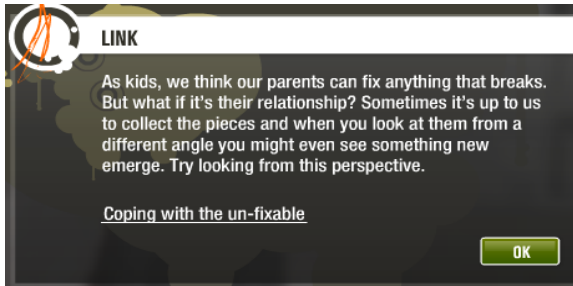 LINK
As kids, we think our parents can fix anything that breaks.
But what if it's their relationship? Sometimes it's up to us
to collect the pieces and when you look at them from a
different angle you might even see something new
emerge. Try looking from this perspective.
Coping with the un-fixable
OK